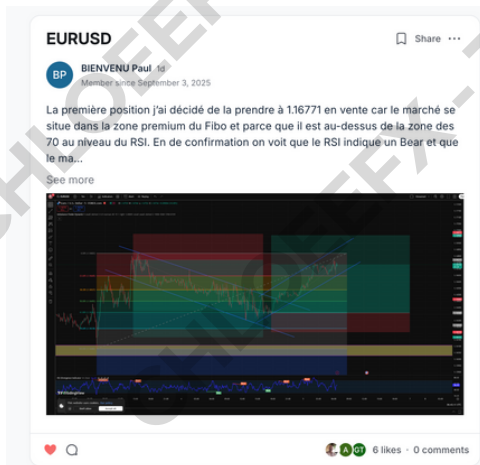 EURUSD
Share
BP
BIENVENU Paul 1d
Member since September 3, 2025
La première position j'ai décidé de la prendre à 1.16771 en vente car le marché se
situe dans la zone premium du Fibo et parce que il est au-dessus de la zone des
70 au niveau du RSI. En de confirmation on voit que le RSI indique un Bear et que
le ma...
See more
A GT 6 likes · 0 comments
CHLOEEFX